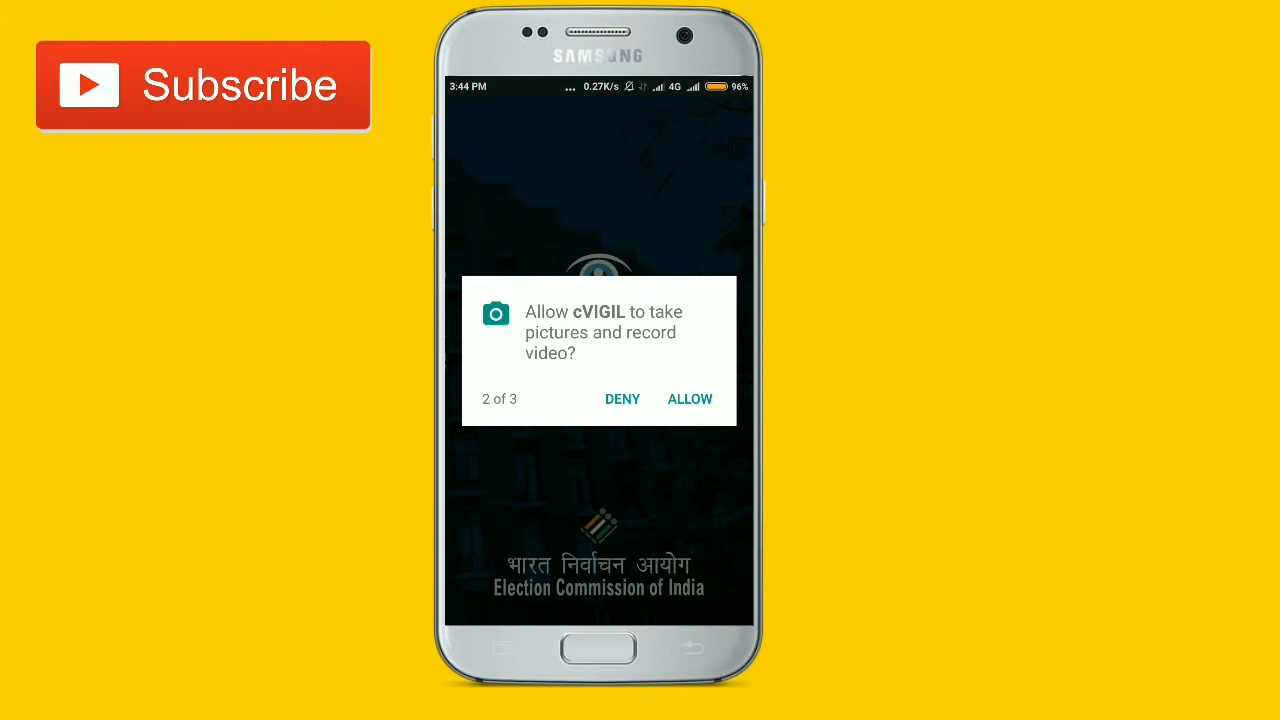 Subscribe
SAMSUNG
3:44 PM ... 0.27K/s 4G 96%
Allow cVIGIL to take
pictures and record
video?
2 of 3 DENY ALLOW
भारत निर्वाचन आयोग
Election Commission of India